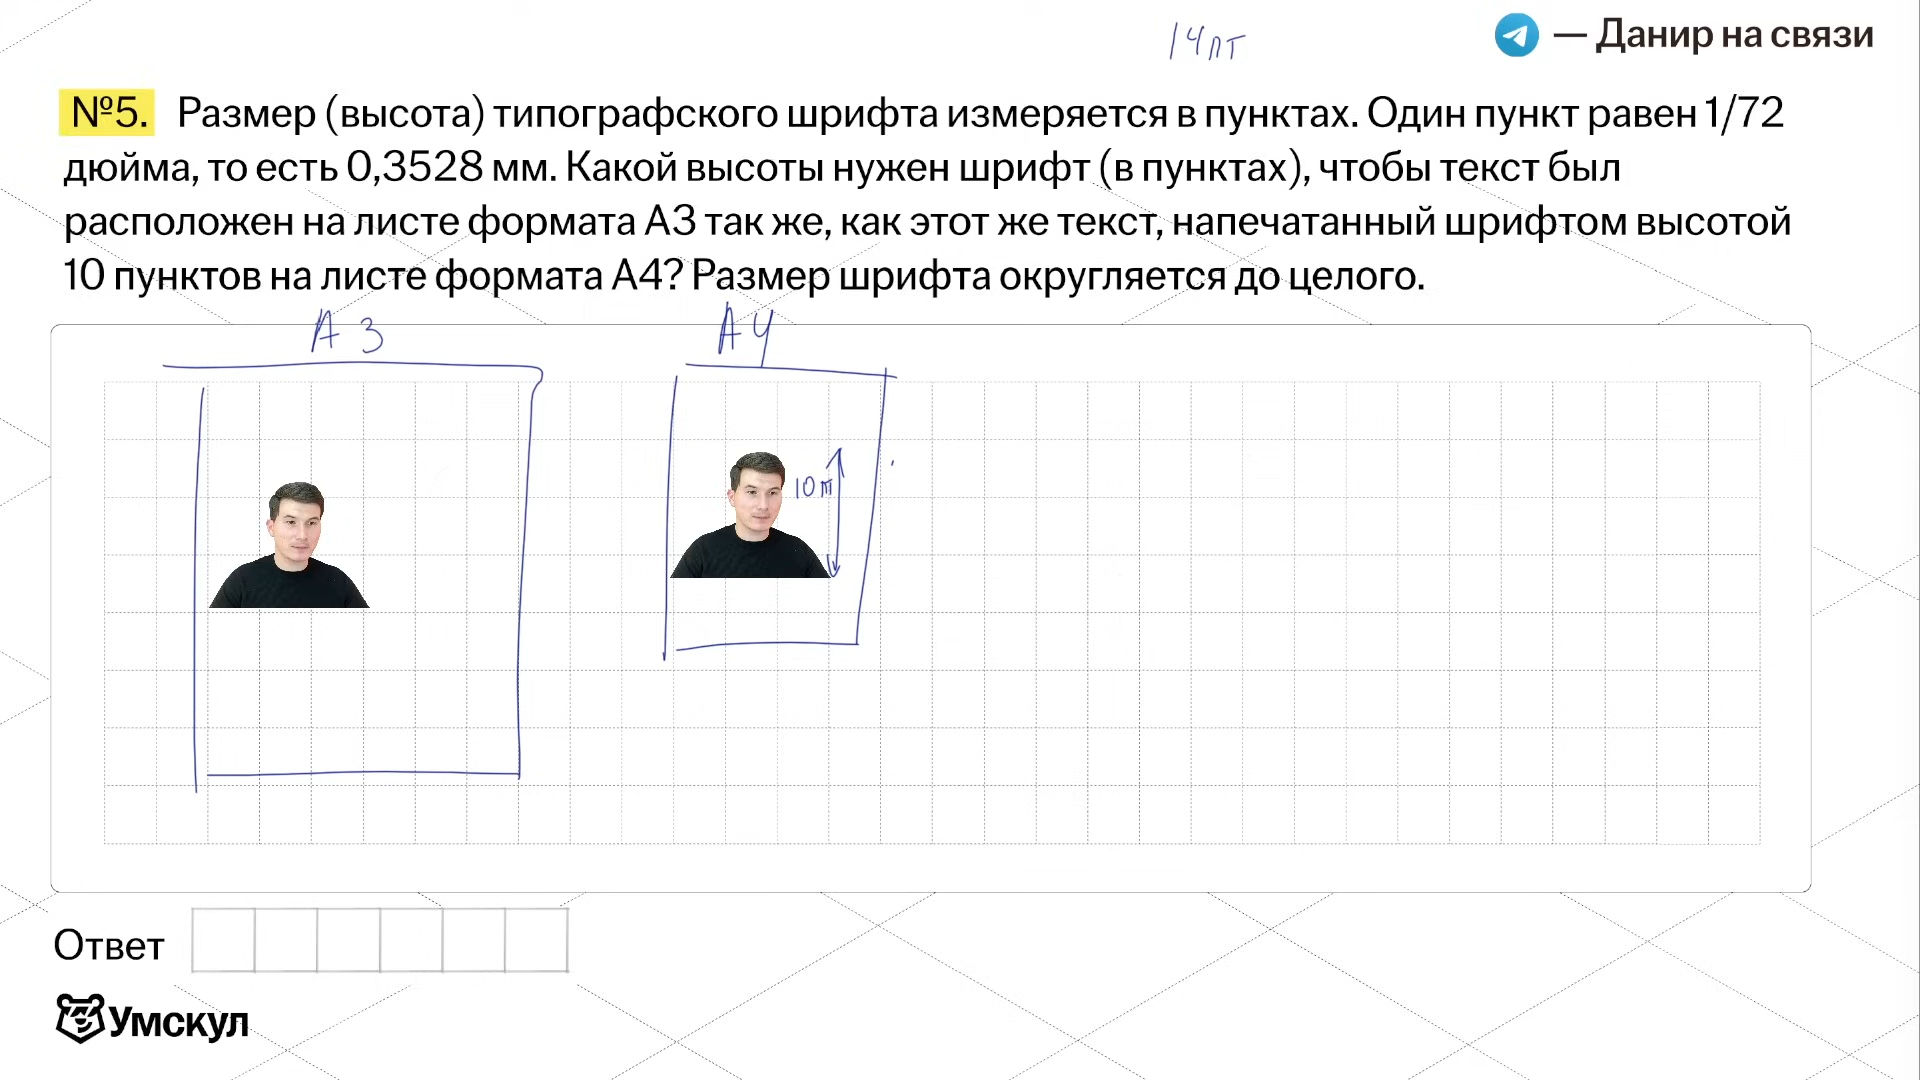 14пт
— Данир на связи
№5. Размер (высота) типографского шрифта измеряется в пунктах. Один пункт равен 1/72
дюйма, то есть 0,3528 мм. Какой высоты нужен шрифт (в пунктах), чтобы текст был
расположен на листе формата А3 так же, как этот же текст, напечатанный шрифтом высотой
10 пунктов на листе формата А4? Размер шрифта округляется до целого.
А3
А4
10 пт
Ответ
Умскул